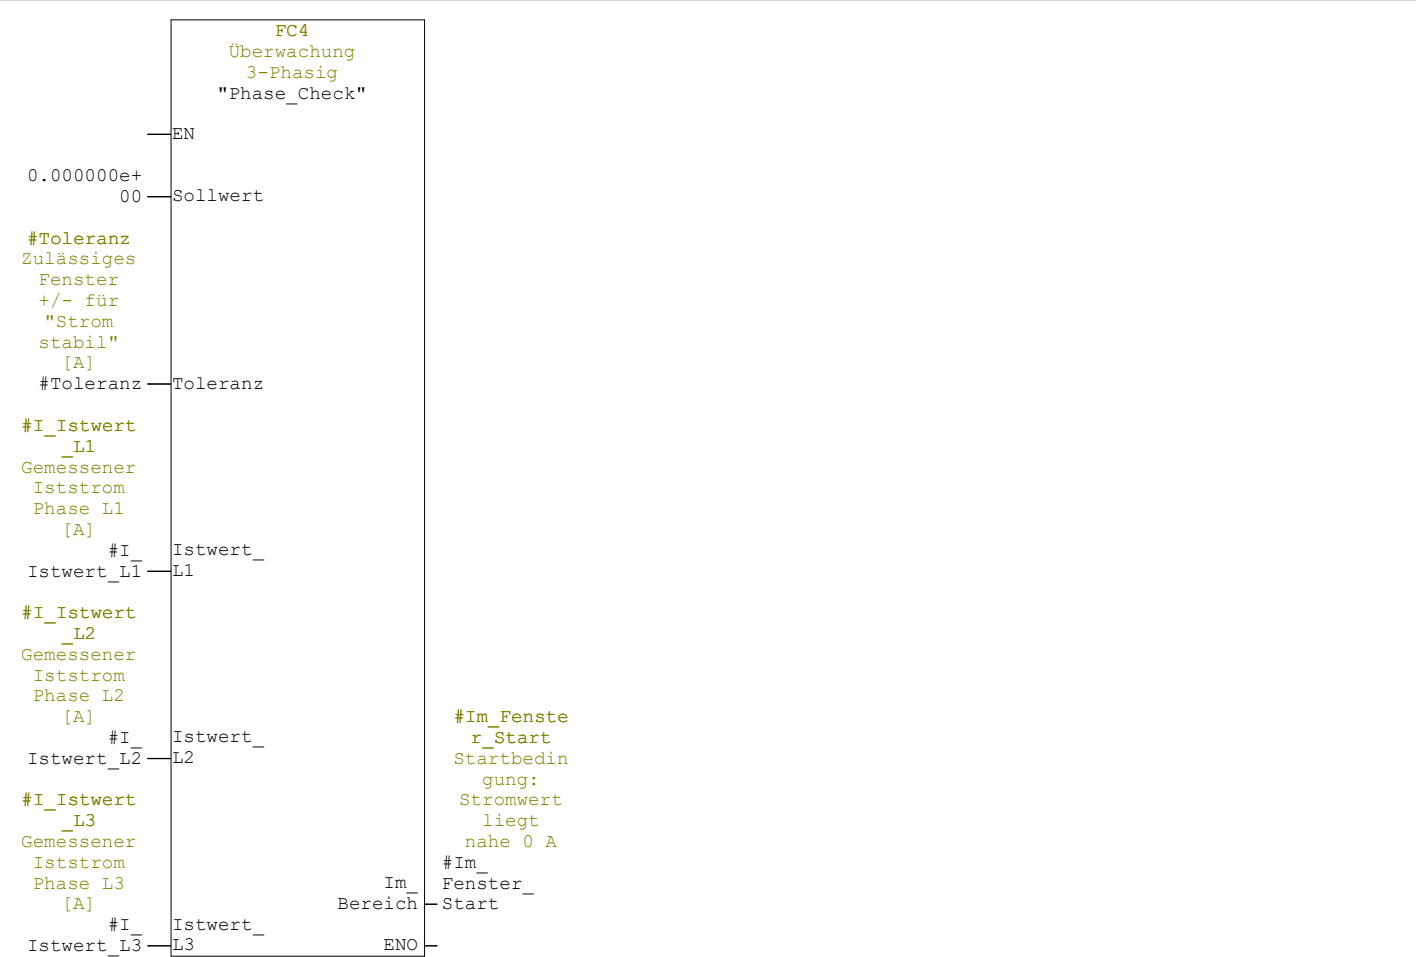 FC4
Überwachung
3-Phasig
"Phase_Check"
EN
0.000000e+
00
Sollwert
#Toleranz
Zulässiges
Fenster
+/- für
"Strom
stabil"
[A]
#Toleranz
Toleranz
#I_Istwert
_L1
Gemessener
Iststrom
Phase L1
[A]
#I_
Istwert_L1
Istwert_
L1
#I_Istwert
_L2
Gemessener
Iststrom
Phase L2
[A]
#I_
Istwert_L2
Istwert_
L2
#I_Istwert
_L3
Gemessener
Iststrom
Phase L3
[A]
#I_
Istwert_L3
Istwert_
L3
Im_
Bereich
#Im_Fenste
r_Start
Startbedin
gung:
Stromwert
liegt
nahe 0 A
#Im_
Fenster_
Start
ENO